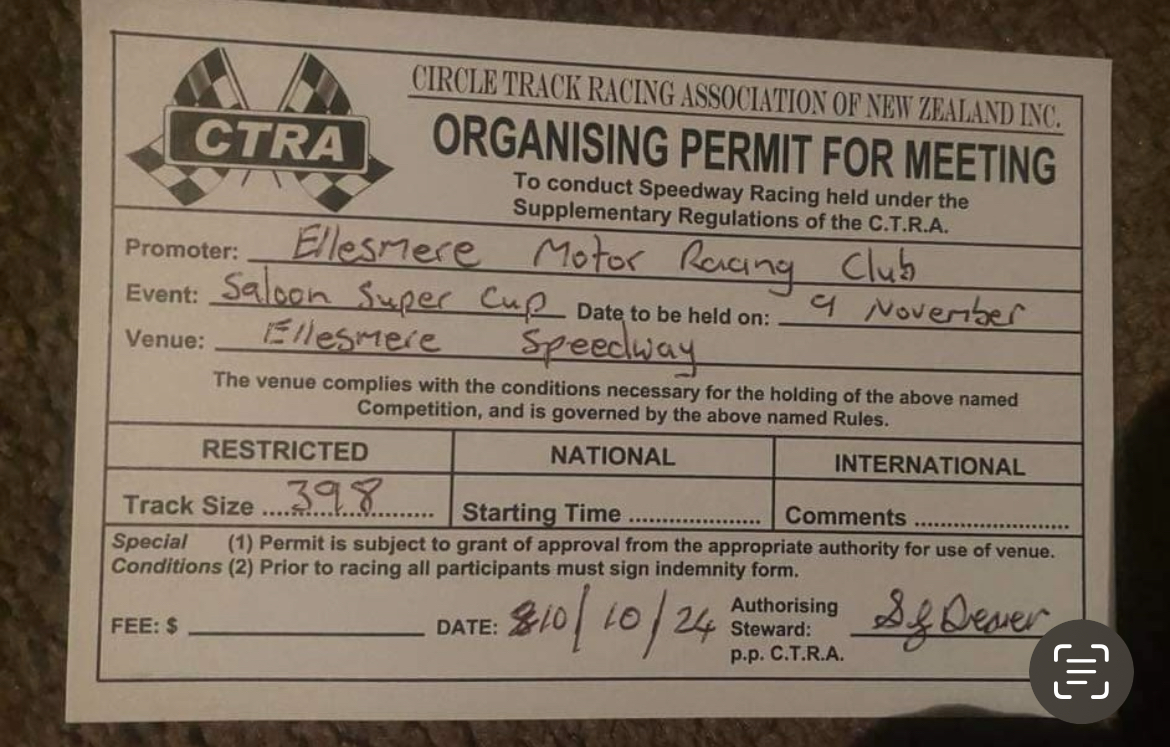 CIRCLE TRACK RACING ASSOCIATION OF NEW ZEALAND INC.
CTRA
ORGANISING PERMIT FOR MEETING
To conduct Speedway Racing held under the
Supplementary Regulations of the C.T.R.A.
Promoter: Ellesmere Motor Racing Club
Event: Saloon Super Cup Date to be held on: 9 November
Venue: Ellesmere Speedway
The venue complies with the conditions necessary for the holding of the above named
Competition, and is governed by the above named Rules.
RESTRICTED NATIONAL INTERNATIONAL
Track Size ....398........ Starting Time .................... Comments .......................
Special (1) Permit is subject to grant of approval from the appropriate authority for use of venue.
Conditions (2) Prior to racing all participants must sign indemnity form.
FEE: $ DATE: 10/10/24 Authorising
Steward:
p.p. C.T.R.A.